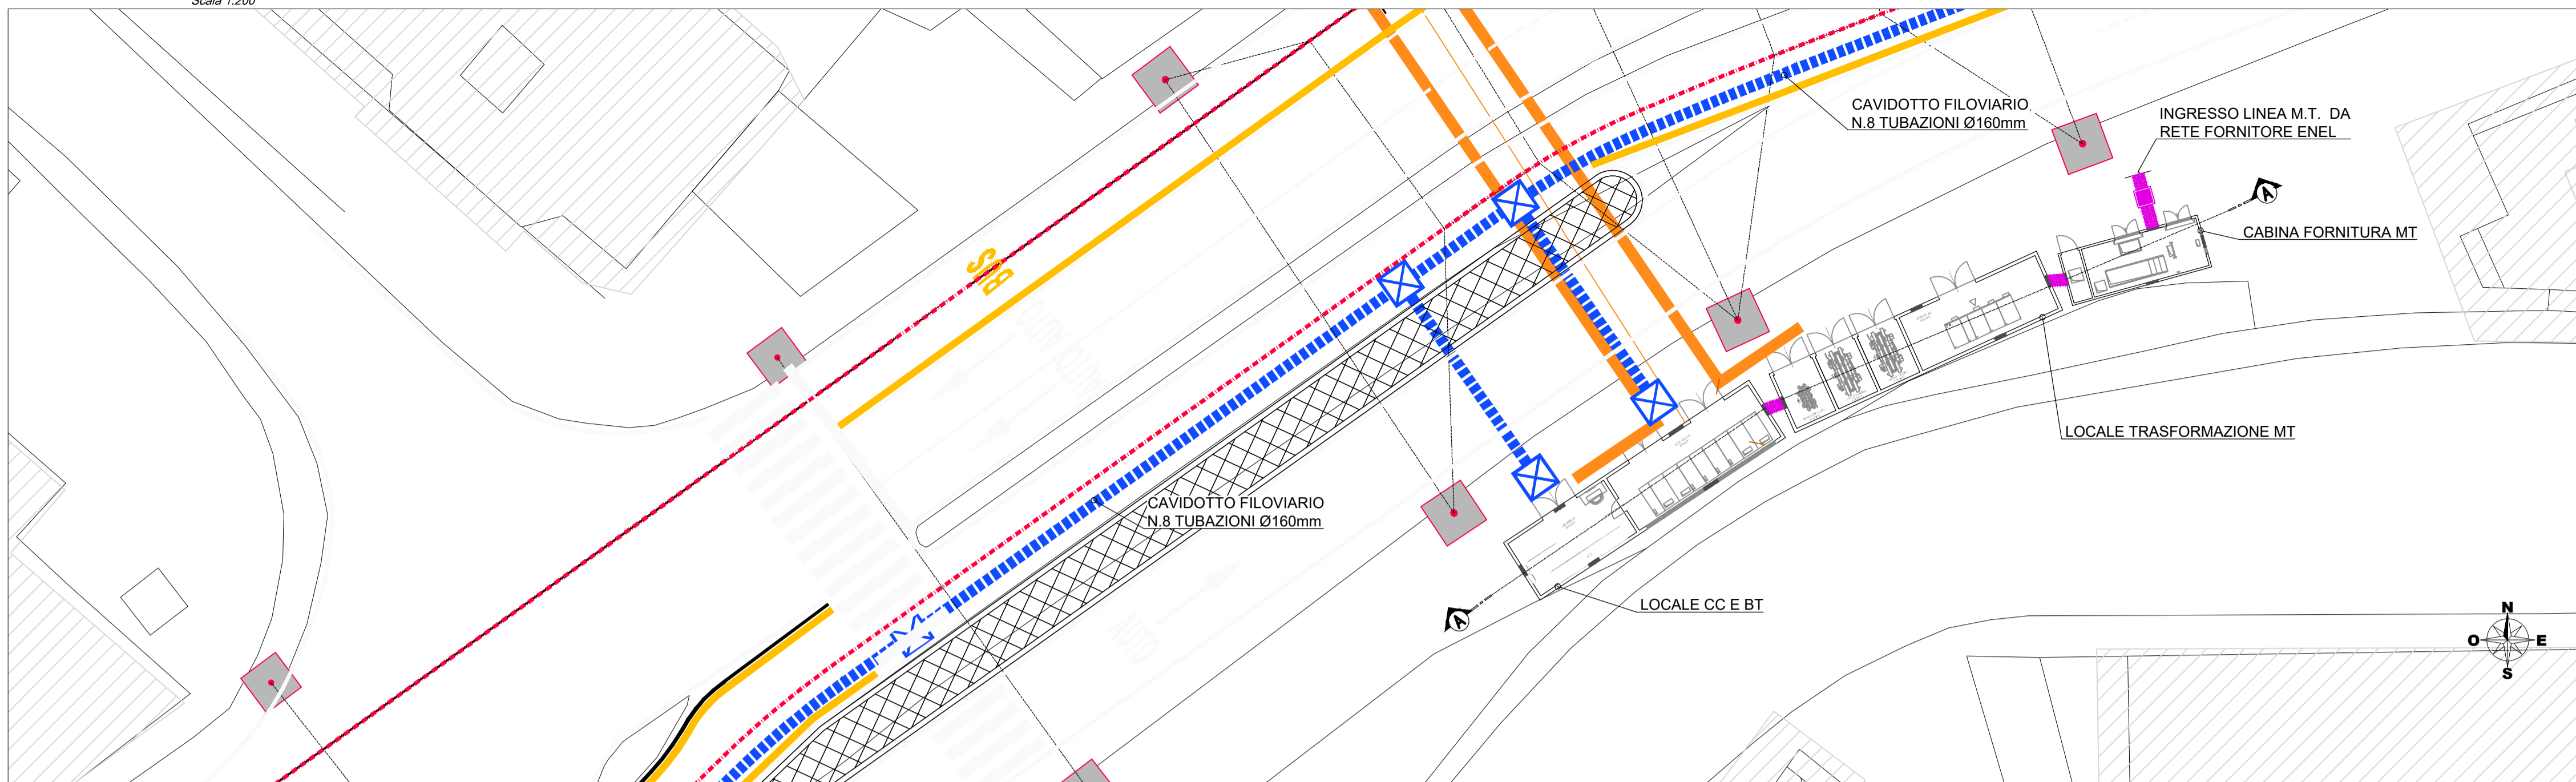 Scala 1:200
CAVIDOTTO FILOVIARIO
N.8 TUBAZIONI Ø160mm
INGRESSO LINEA M.T. DA
RETE FORNITORE ENEL
A
CABINA FORNITURA MT
BUS
LOCALE TRASFORMAZIONE MT
CAVIDOTTO FILOVIARIO
N.8 TUBAZIONI Ø160mm
AUTO
LOCALE CC E BT
A
N
O
E
S